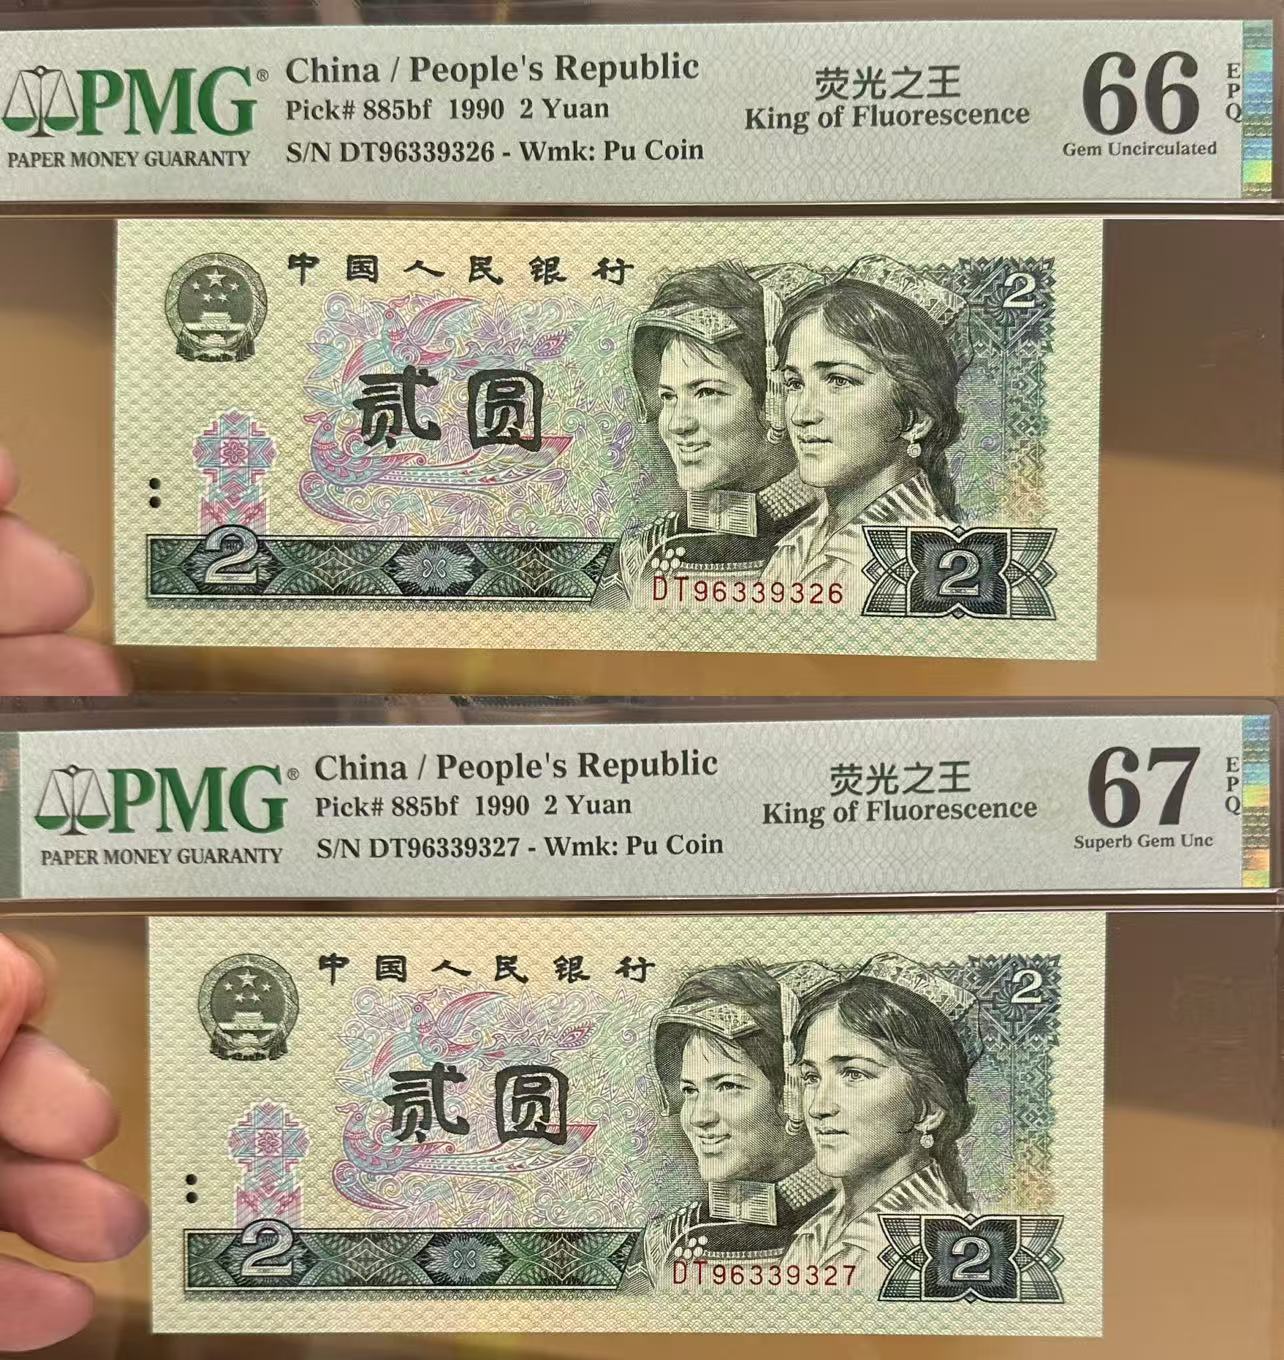 PMG®
PAPER MONEY GUARANTY
China / People's Republic
Pick# 885bf 1990 2 Yuan
S/N DT96339326 - Wmk: Pu Coin
荧光之王
King of Fluorescence
66
Gem Uncirculated
EPQ
中国人民银行
2
贰圆
2
2
DT96339326
PMG®
PAPER MONEY GUARANTY
China / People's Republic
Pick# 885bf 1990 2 Yuan
S/N DT96339327 - Wmk: Pu Coin
荧光之王
King of Fluorescence
67
Superb Gem Unc
EPQ
中国人民银行
2
贰圆
2
2
DT96339327